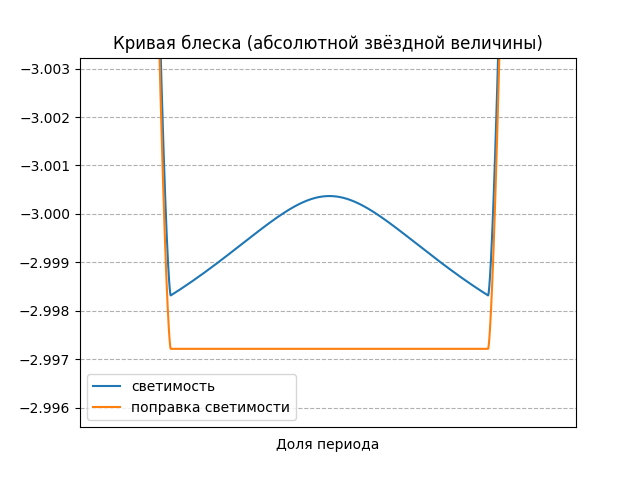 Кривая блеска (абсолютной звёздной величины)
−3.003
−3.002
−3.001
−3.000
−2.999
−2.998
−2.997
−2.996
светимость
поправка светимости
Доля периода